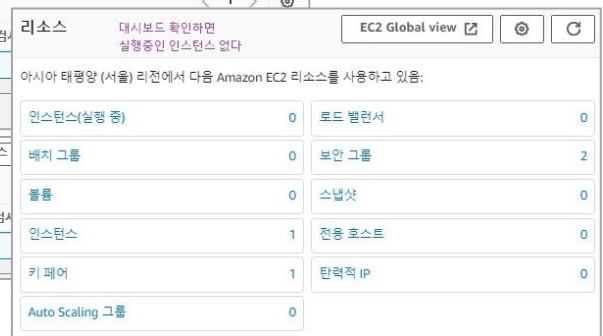 리소스
대시보드 확인하면
실행중인 인스턴스 없다
EC2 Global view
아시아 태평양 (서울) 리전에서 다음 Amazon EC2 리소스를 사용하고 있음:
인스턴스(실행 중) 0 로드 밸런서 0
배치 그룹 0 보안 그룹 2
볼륨 0 스냅샷 0
인스턴스 1 전용 호스트 0
키 페어 1 탄력적 IP 0
Auto Scaling 그룹 0